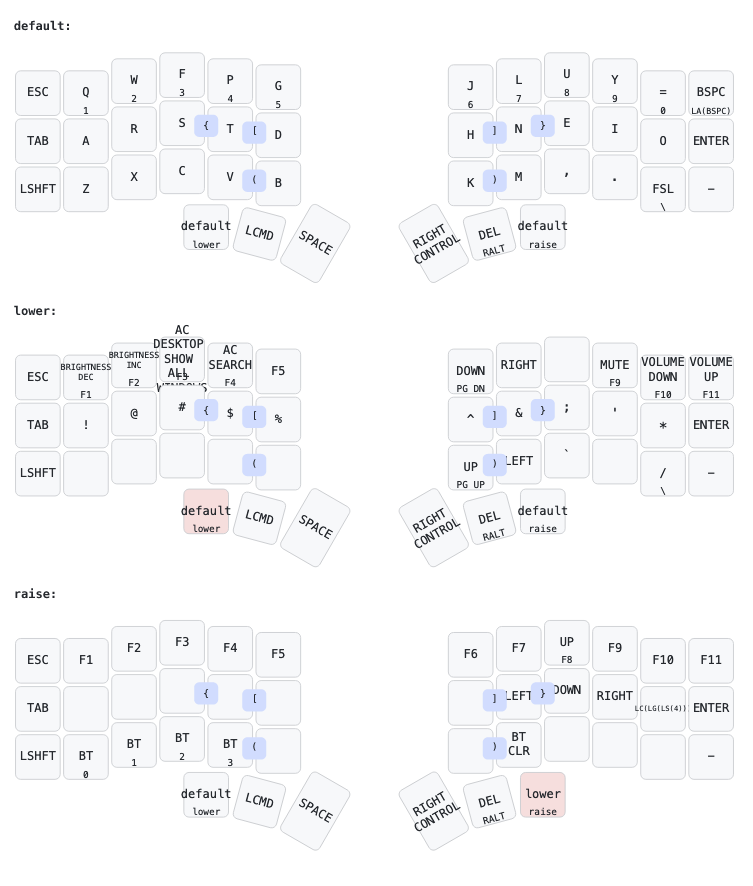 default:
ESC Q 1 W 2 F 3 P 4 G 5 J 6 L 7 U 8 Y 9 = 0 BSPC LA(BSPC)
TAB A R S { T [ D H ] N } E I O ENTER
LSHFT Z X C V ( B K ) M , . FSL \ −
default lower LCMD SPACE RIGHT CONTROL DEL RALT default raise
lower:
ESC BRIGHTNESS DEC F1 BRIGHTNESS INC F2 AC DESKTOP SHOW ALL WINDOWS F3 AC SEARCH F4 F5 DOWN PG DN RIGHT MUTE F9 VOLUME DOWN F10 VOLUME UP F11
TAB ! @ # { $ [ % ^ ] & } ; ' * ENTER
LSHFT ( UP PG UP ) LEFT ` / \ −
default lower LCMD SPACE RIGHT CONTROL DEL RALT default raise
raise:
ESC F1 F2 F3 F4 F5 F6 F7 UP F8 F9 F10 F11
TAB { [ ] LEFT } DOWN RIGHT LC(LG(LS(4))) ENTER
LSHFT BT 0 BT 1 BT 2 BT 3 ( ) BT CLR −
default lower LCMD SPACE RIGHT CONTROL DEL RALT lower raise